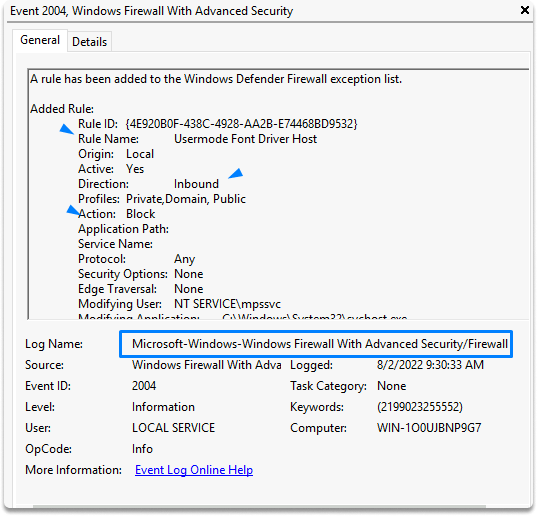 Event 2004, Windows Firewall With Advanced Security
General Details
A rule has been added to the Windows Defender Firewall exception list.
Added Rule:
Rule ID: {4E920B0F-438C-4928-AA2B-E74468BD9532}
Rule Name: Usermode Font Driver Host
Origin: Local
Active: Yes
Direction: Inbound
Profiles: Private,Domain, Public
Action: Block
Application Path:
Service Name:
Protocol: Any
Security Options: None
Edge Traversal: None
Modifying User: NT SERVICE\mpssvc
Modifying Application: C:\Windows\System32\svchost.exe
Log Name: Microsoft-Windows-Windows Firewall With Advanced Security/Firewall
Source: Windows Firewall With Adva Logged: 8/2/2022 9:30:33 AM
Event ID: 2004 Task Category: None
Level: Information Keywords: (2199023255552)
User: LOCAL SERVICE Computer: WIN-1O0UJBNP9G7
OpCode: Info
More Information: Event Log Online Help